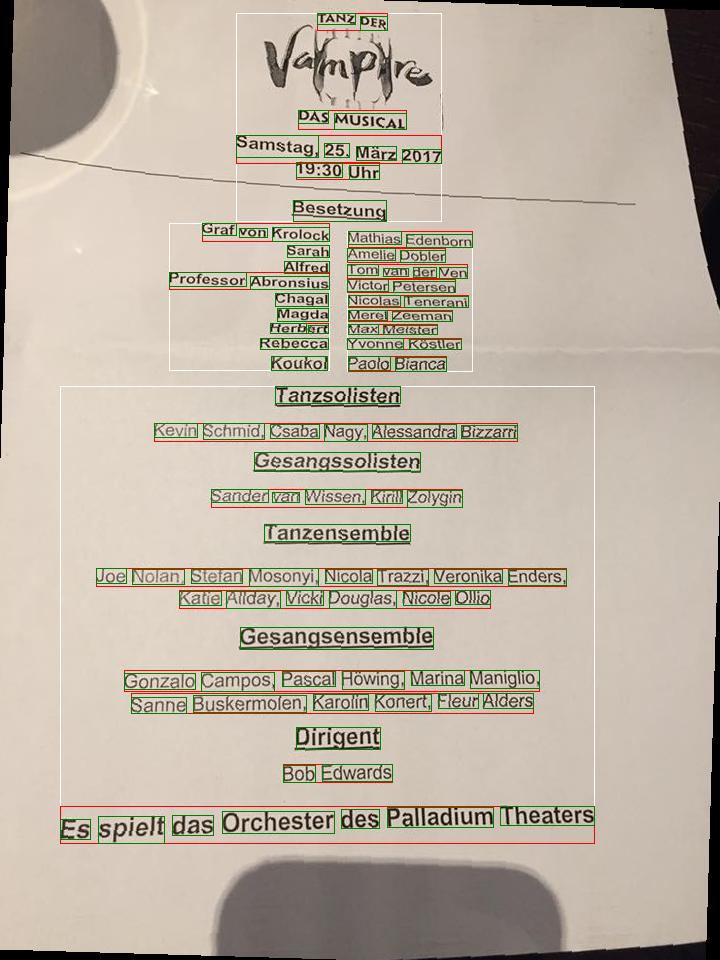 TANZ DER
Vampire
DAS MUSICAL
Samstag, 25. März 2017
19:30 Uhr
Besetzung
Graf von Krolock Mathias Edenborn
Sarah Amelie Dobler
Alfred Tom van der Ven
Professor Abronsius Victor Petersen
Chagal Nicolas Tenerani
Magda Merel Zeeman
Herbert Max Meister
Rebecca Yvonne Köstler
Koukol Paolo Bianca
Tanzsolisten
Kevin Schmid, Csaba Nagy, Alessandra Bizzarri
Gesangssolisten
Sander van Wissen, Kirill Zolygin
Tanzensemble
Joe Nolan, Stefan Mosonyi, Nicola Trazzi, Veronika Enders,
Katie Allday, Vicki Douglas, Nicole Ollio
Gesangsensemble
Gonzalo Campos, Pascal Höwing, Marina Maniglio,
Sanne Buskermolen, Karolin Konert, Fleur Alders
Dirigent
Bob Edwards
Es spielt das Orchester des Palladium Theaters